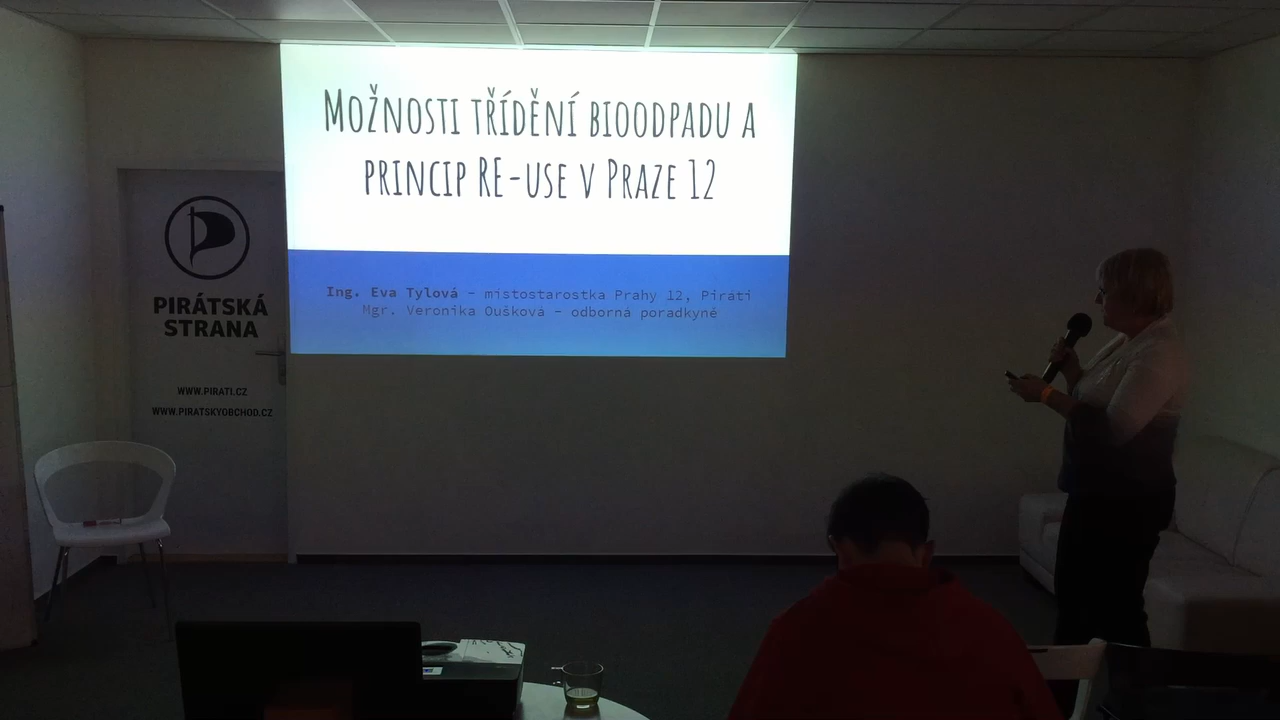 Možnosti třídění bioodpadu a
princip RE-use v Praze 12
Ing. Eva Tylová – místostarostka Prahy 12, Piráti
Mgr. Veronika Oušková – odborná poradkyně
PIRÁTSKÁ
STRANA
WWW.PIRATI.CZ
WWW.PIRATSKYOBCHOD.CZ